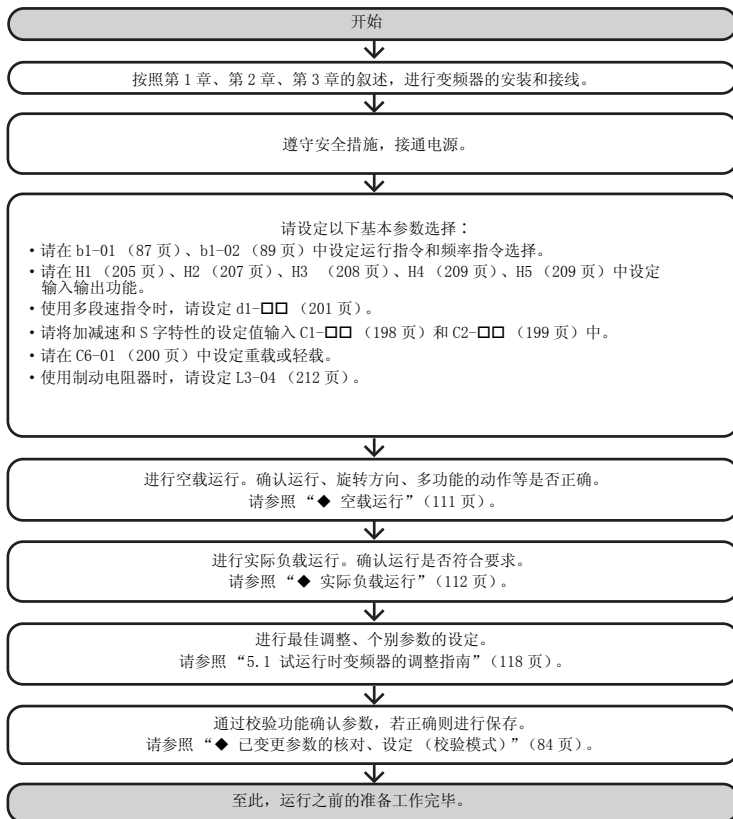 开始
按照第 1 章、第 2 章、第 3 章的叙述，进行变频器的安装和接线。
遵守安全措施，接通电源。
请设定以下基本参数选择：
・请在 b1-01 （87 页）、b1-02 （89 页）中设定运行指令和频率指令选择。
・请在 H1 （205 页）、H2 （207 页）、H3 （208 页）、H4 （209 页）、H5 （209 页）中设定
输入输出功能。
・使用多段速指令时，请设定 d1-□□ （201 页）。
・请将加减速和 S 字特性的设定值输入 C1-□□ （198 页）和 C2-□□ （199 页）中。
・请在 C6-01 （200 页）中设定重载或轻载。
・使用制动电阻器时，请设定 L3-04 （212 页）。
进行空载运行。确认运行、旋转方向、多功能的动作等是否正确。
请参照 “◆ 空载运行”（111 页）。
进行实际负载运行。确认运行是否符合要求。
请参照 “◆ 实际负载运行”（112 页）。
进行最佳调整、个别参数的设定。
请参照 “5.1 试运行时变频器的调整指南”（118 页）。
通过校验功能确认参数，若正确则进行保存。
请参照 “◆ 已变更参数的核对、设定 （校验模式）”（84 页）。
至此，运行之前的准备工作完毕。